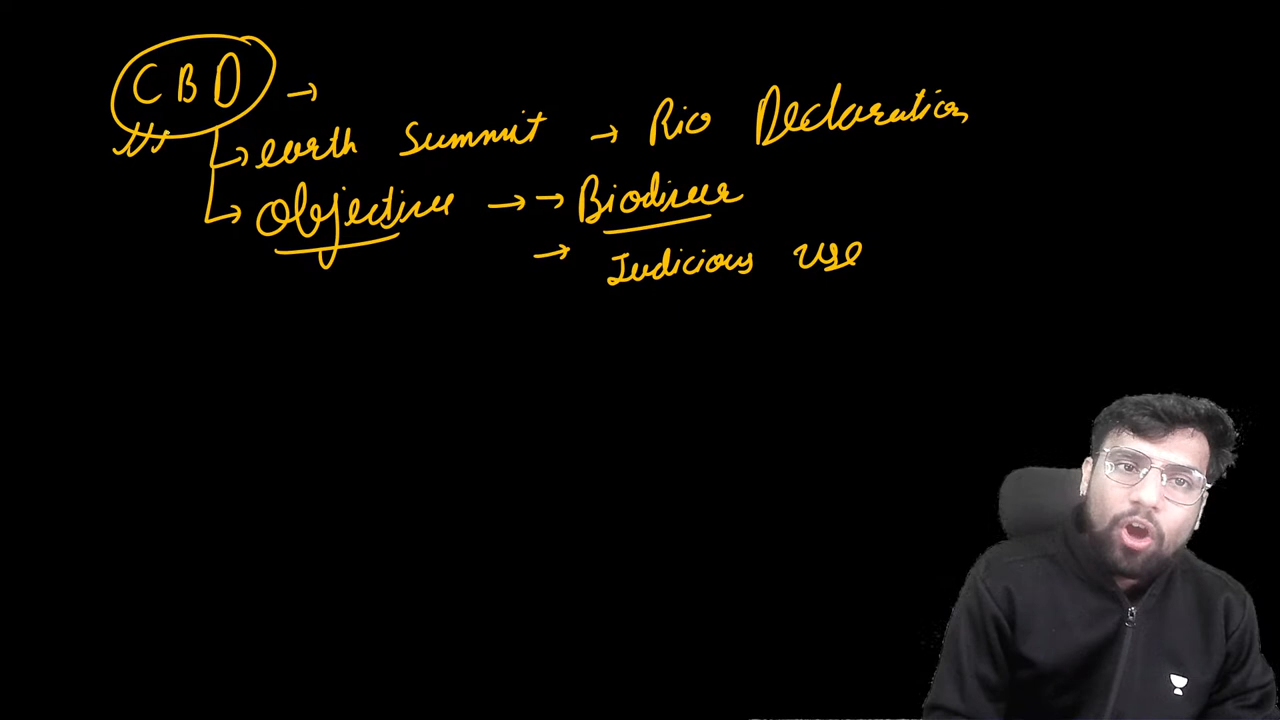 CBD →
→ earth summit → Rio Declaration
→ Objective → → Biodiver
→ Judicious use